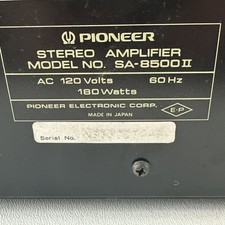 PIONEER
STEREO AMPLIFIER
MODEL NO. SA-8500II
AC 120 Volts 60 Hz
180 Watts
PIONEER ELECTRONIC CORP.
MADE IN JAPAN
E-P
Serial No.